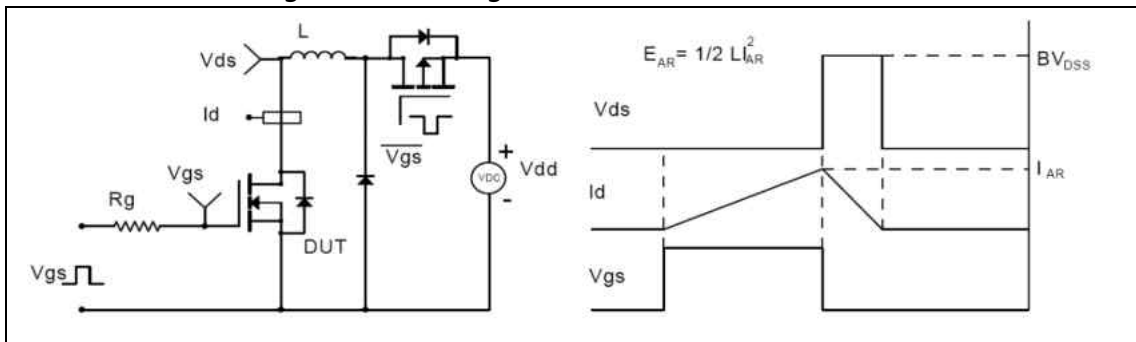 L
Vds
Id
Vgs
Rg
DUT
Vgs
Vgs
VDC
+
Vdd
-
E_AR = 1/2 LI²_AR
BV_DSS
Vds
I_AR
Id
Vgs